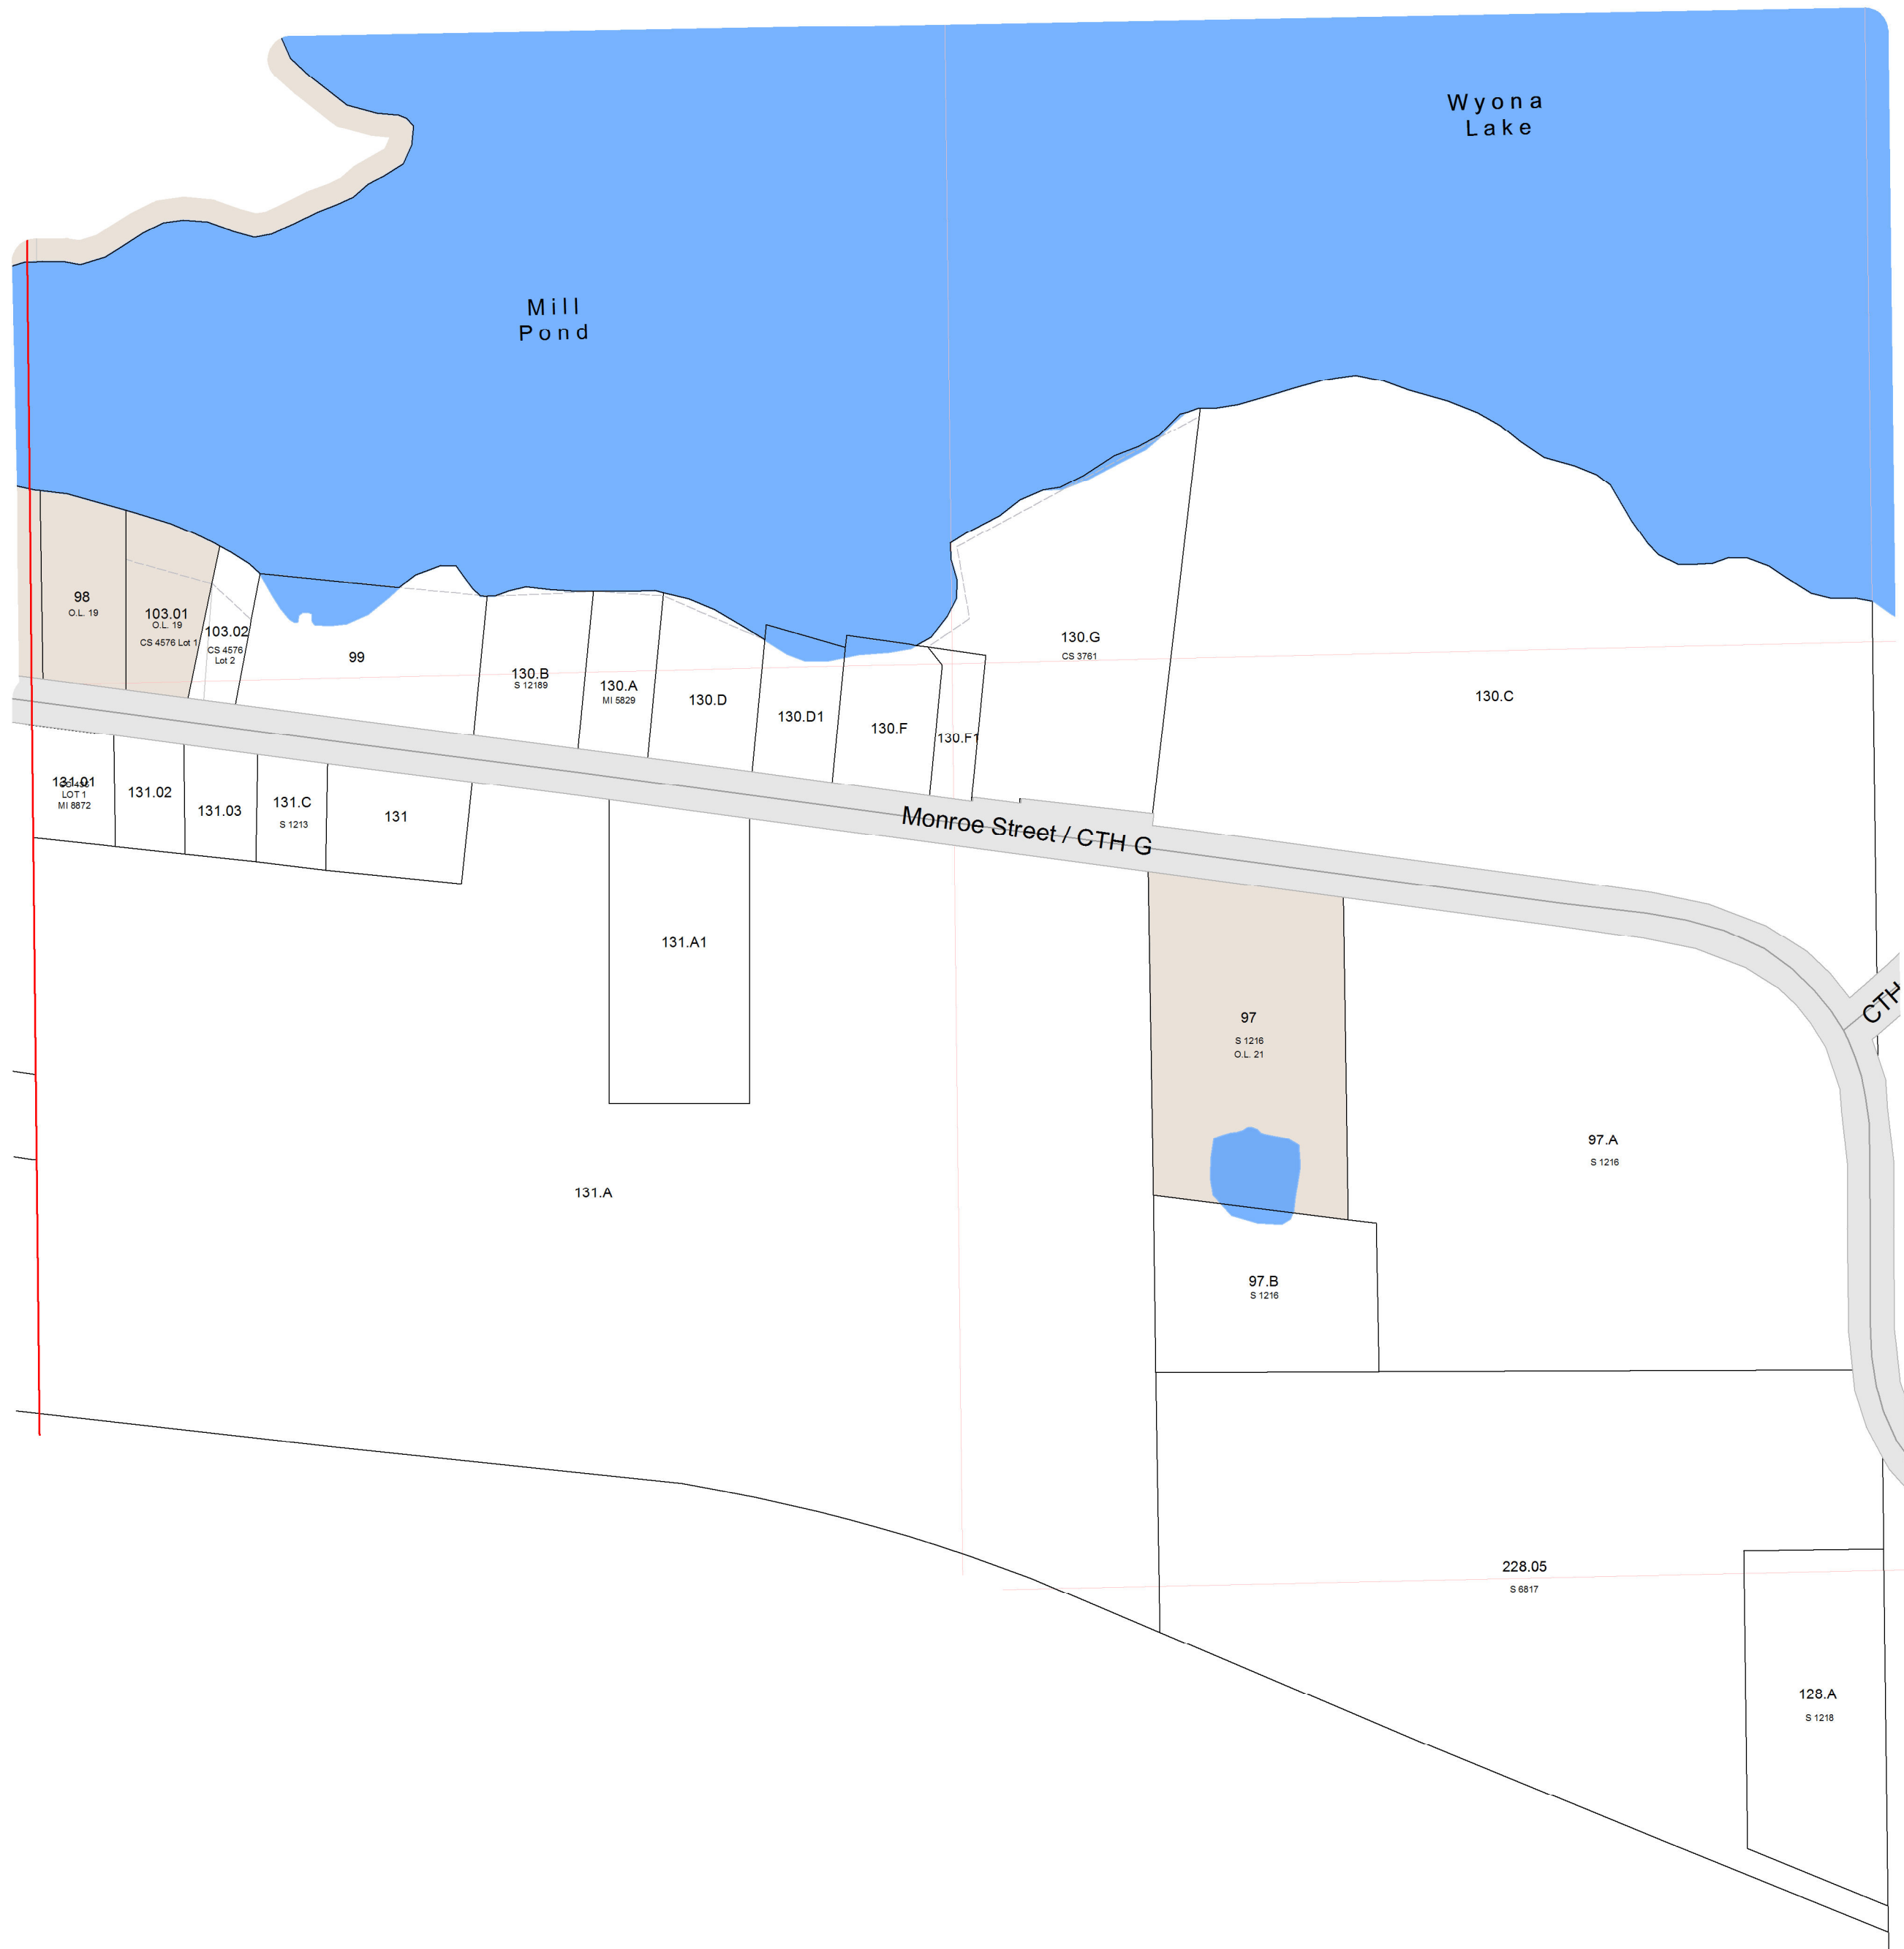 Wyona
Lake
Mill
Pond
98
O.L. 19
103.01
O.L. 19
CS 4576 Lot 1
103.02
CS 4576
Lot 2
99
130.B
S 12189
130.A
MI 5829
130.D
130.D1
130.F
130.F1
130.G
CS 3761
130.C
131.01
LOT 1
MI 8872
131.02
131.03
131.C
S 1213
131
Monroe Street / CTH G
131.A1
97
S 1216
O.L. 21
CTH
97.A
S 1216
131.A
97.B
S 1216
228.05
S 6817
128.A
S 1218